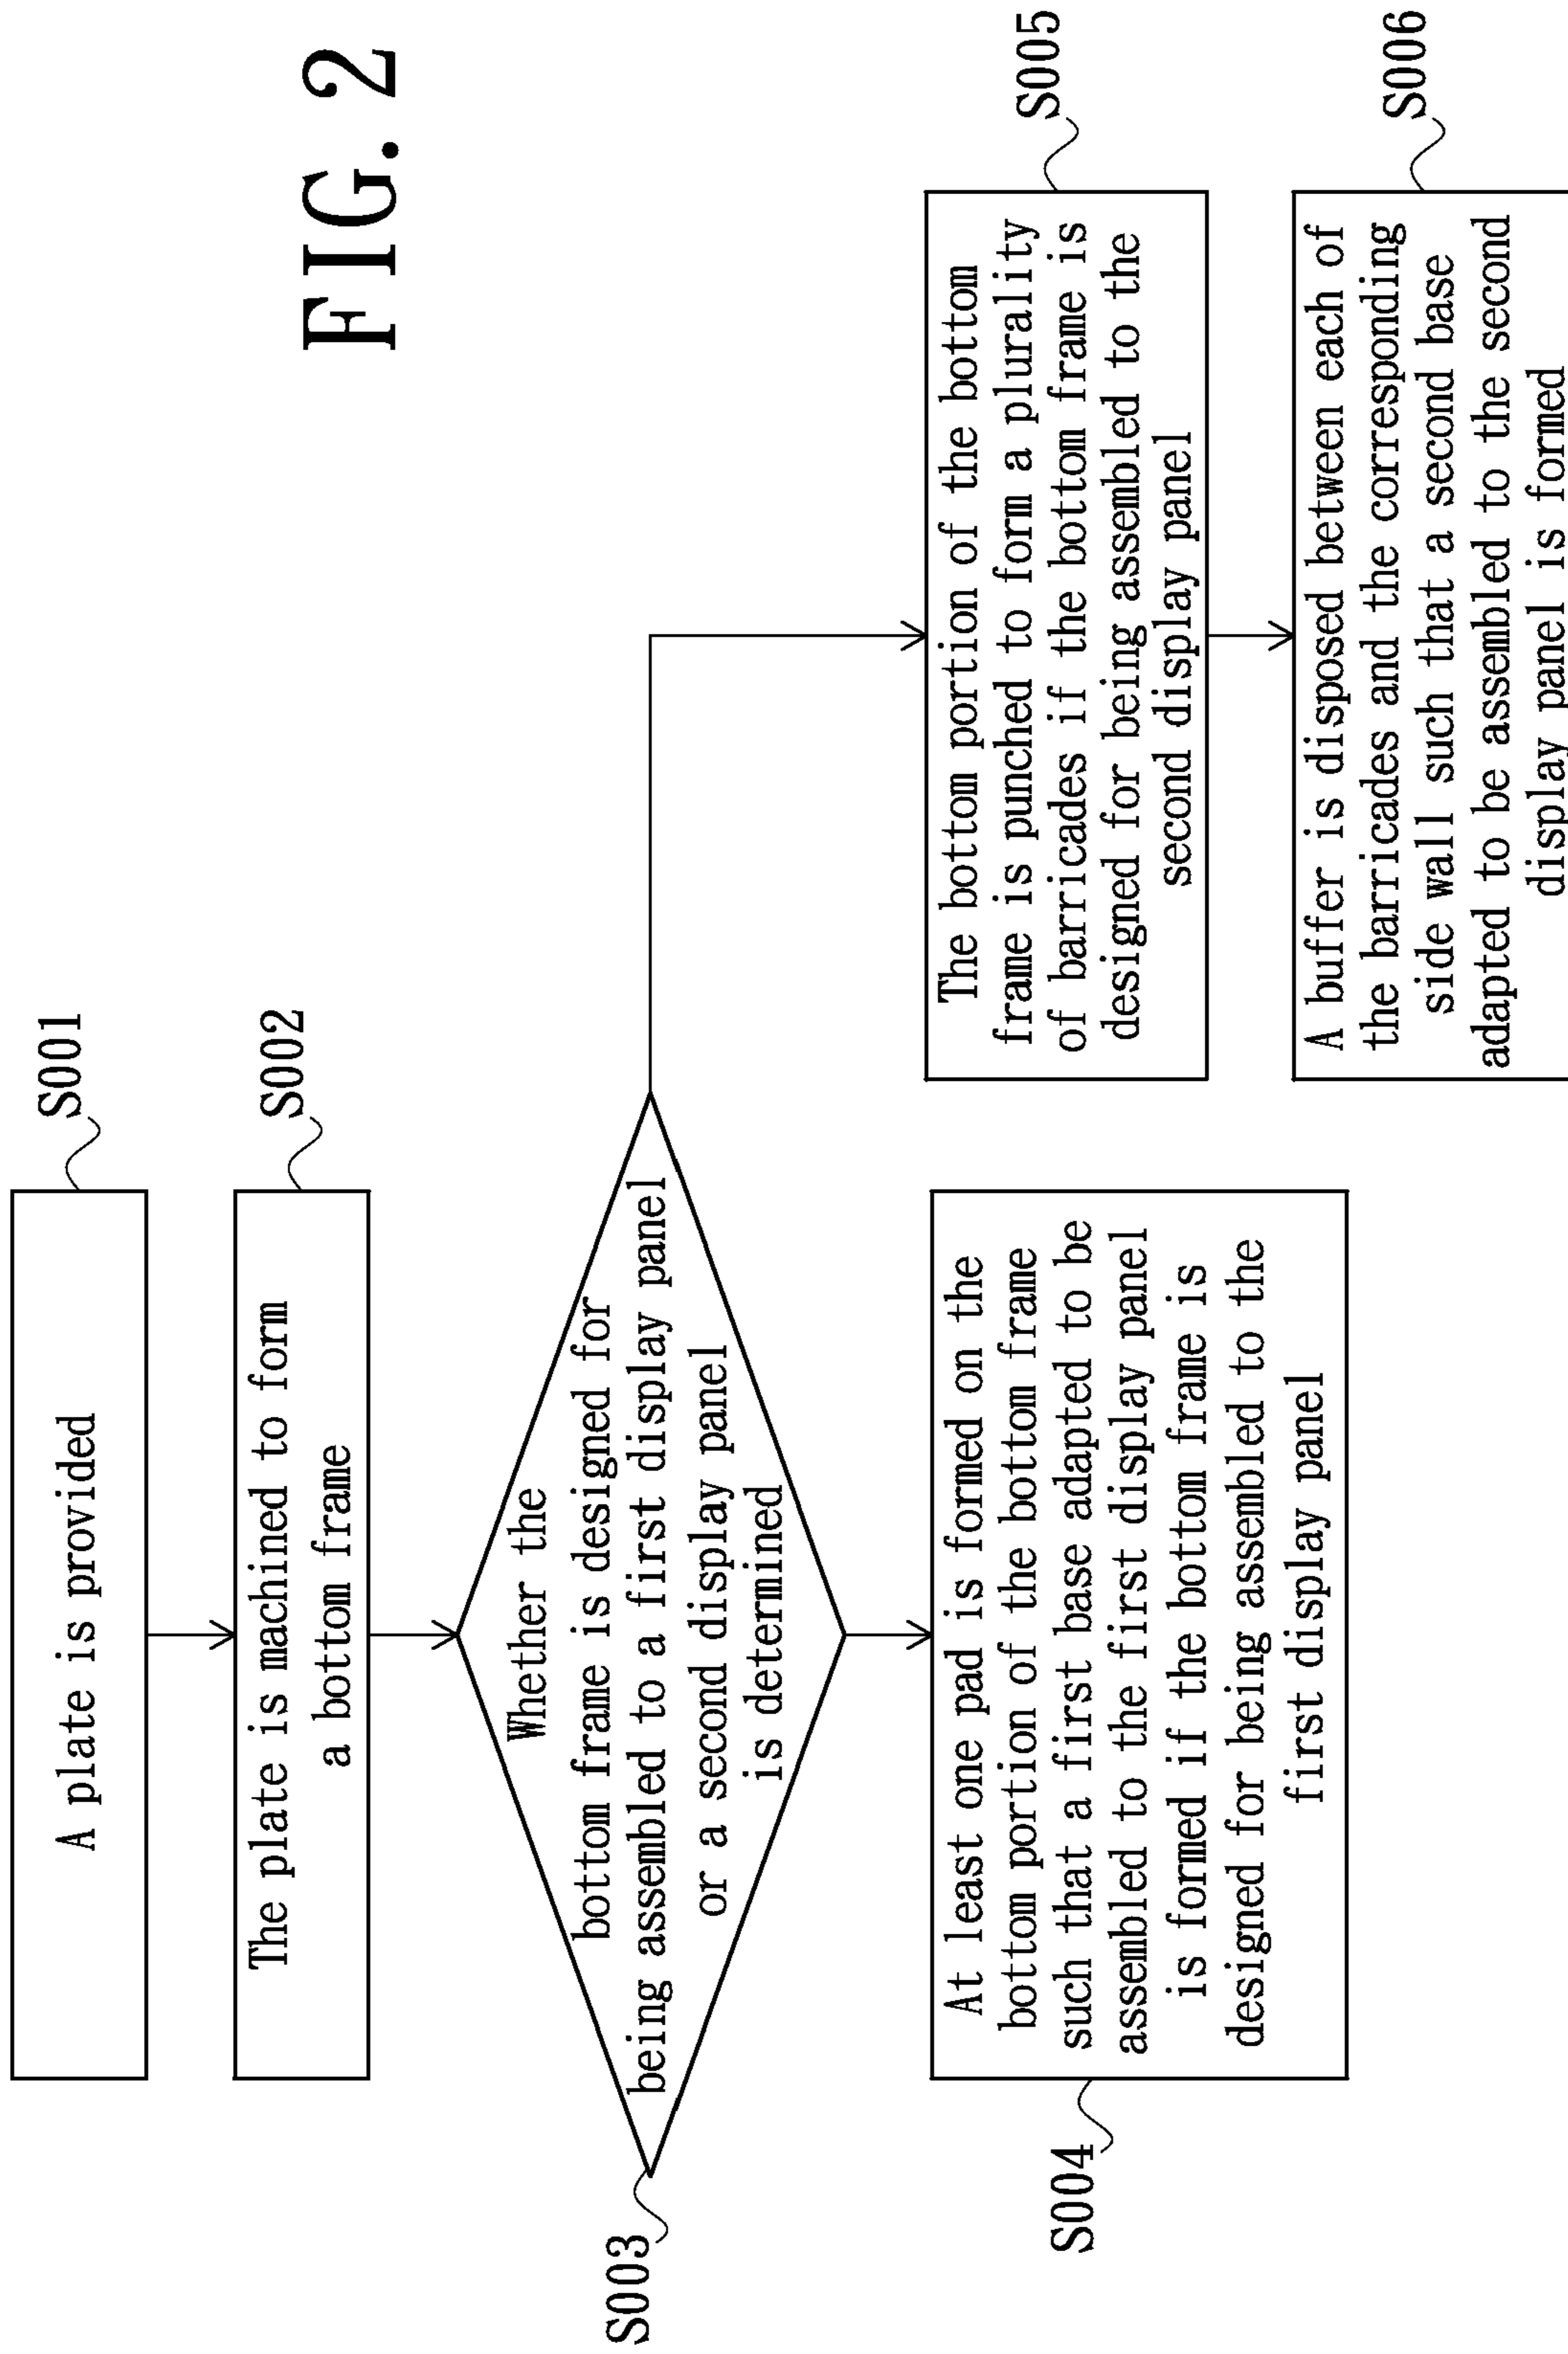 S001
A plate is provided
S002
The plate is machined to form
a bottom frame
S003
Whether the
bottom frame is designed for
being assembled to a first display panel
or a second display panel
is determined
S004
At least one pad is formed on the
bottom portion of the bottom frame
such that a first base adapted to be
assembled to the first display panel
is formed if the bottom frame is
designed for being assembled to the
first display panel
S005
The bottom portion of the bottom
frame is punched to form a plurality
of barricades if the bottom frame is
designed for being assembled to the
second display panel
S006
A buffer is disposed between each of
the barricades and the corresponding
side wall such that a second base
adapted to be assembled to the second
display panel is formed
FIG. 2